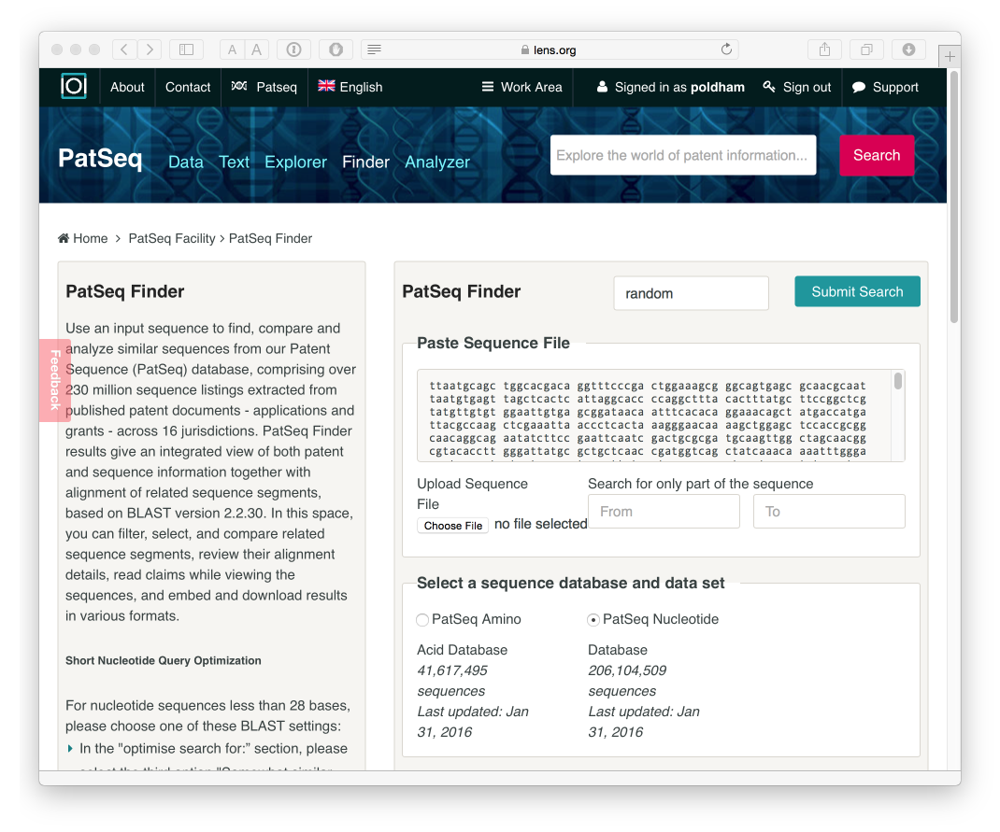 A A
lens.org
About Contact Patseq English Work Area Signed in as poldham Sign out Support
PatSeq Data Text Explorer Finder Analyzer Explore the world of patent information... Search
Home > PatSeq Facility > PatSeq Finder
PatSeq Finder
Use an input sequence to find, compare and
analyze similar sequences from our Patent
Sequence (PatSeq) database, comprising over
230 million sequence listings extracted from
published patent documents - applications and
grants - across 16 jurisdictions. PatSeq Finder
results give an integrated view of both patent
and sequence information together with
alignment of related sequence segments,
based on BLAST version 2.2.30. In this space,
you can filter, select, and compare related
sequence segments, review their alignment
details, read claims while viewing the
sequences, and embed and download results
in various formats.
Short Nucleotide Query Optimization
For nucleotide sequences less than 28 bases,
please choose one of these BLAST settings:
In the "optimise search for:" section, please
Feedback
PatSeq Finder random Submit Search
Paste Sequence File
ttaatgcagc tggcacgaca ggtttcccga ctggaaagcg ggcagtgagc gcaacgcaat
taatgtgagt tagctcactc attaggcacc ccaggcttta cactttatgc ttccggctcg
tatgttgtgt ggaattgtga gcggataaca atttcacaca ggaaacagct atgaccatga
ttacgccaag ctcgaaatta accctcacta aagggaacaa aagctggagc tccaccgcgg
caacaggcag aatatcttcc gaattcaatc gactgcgcga tgcaagttgg ctagcaacgg
cgtacacctt gggattatgc gctgctcaac cgatggtcag ctatcaaaca aaatttggga
Upload Sequence
File
Choose File no file selected
Search for only part of the sequence
From To
Select a sequence database and data set
PatSeq Amino
Acid Database
41,617,495
sequences
Last updated: Jan
31, 2016
PatSeq Nucleotide
Database
206,104,509
sequences
Last updated: Jan
31, 2016